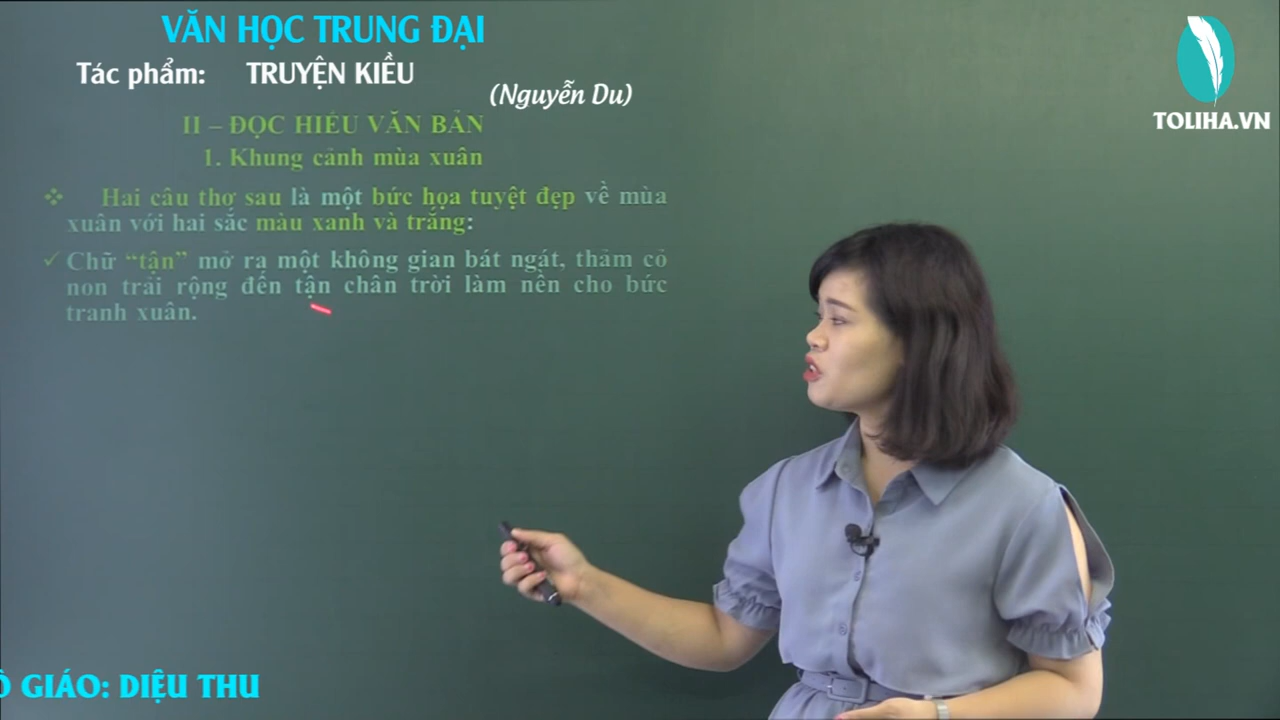 VĂN HỌC TRUNG ĐẠI
Tác phẩm: TRUYỆN KIỀU
(Nguyễn Du)
TOLIHA.VN
II – ĐỌC HIỂU VĂN BẢN
1. Khung cảnh mùa xuân
❖ Hai câu thơ sau là một bức họa tuyệt đẹp về mùa
xuân với hai sắc màu xanh và trắng:
✓ Chữ “tận” mở ra một không gian bát ngát, thảm cỏ
non trải rộng đến tận chân trời làm nền cho bức
tranh xuân.
Ô GIÁO: DIỆU THU